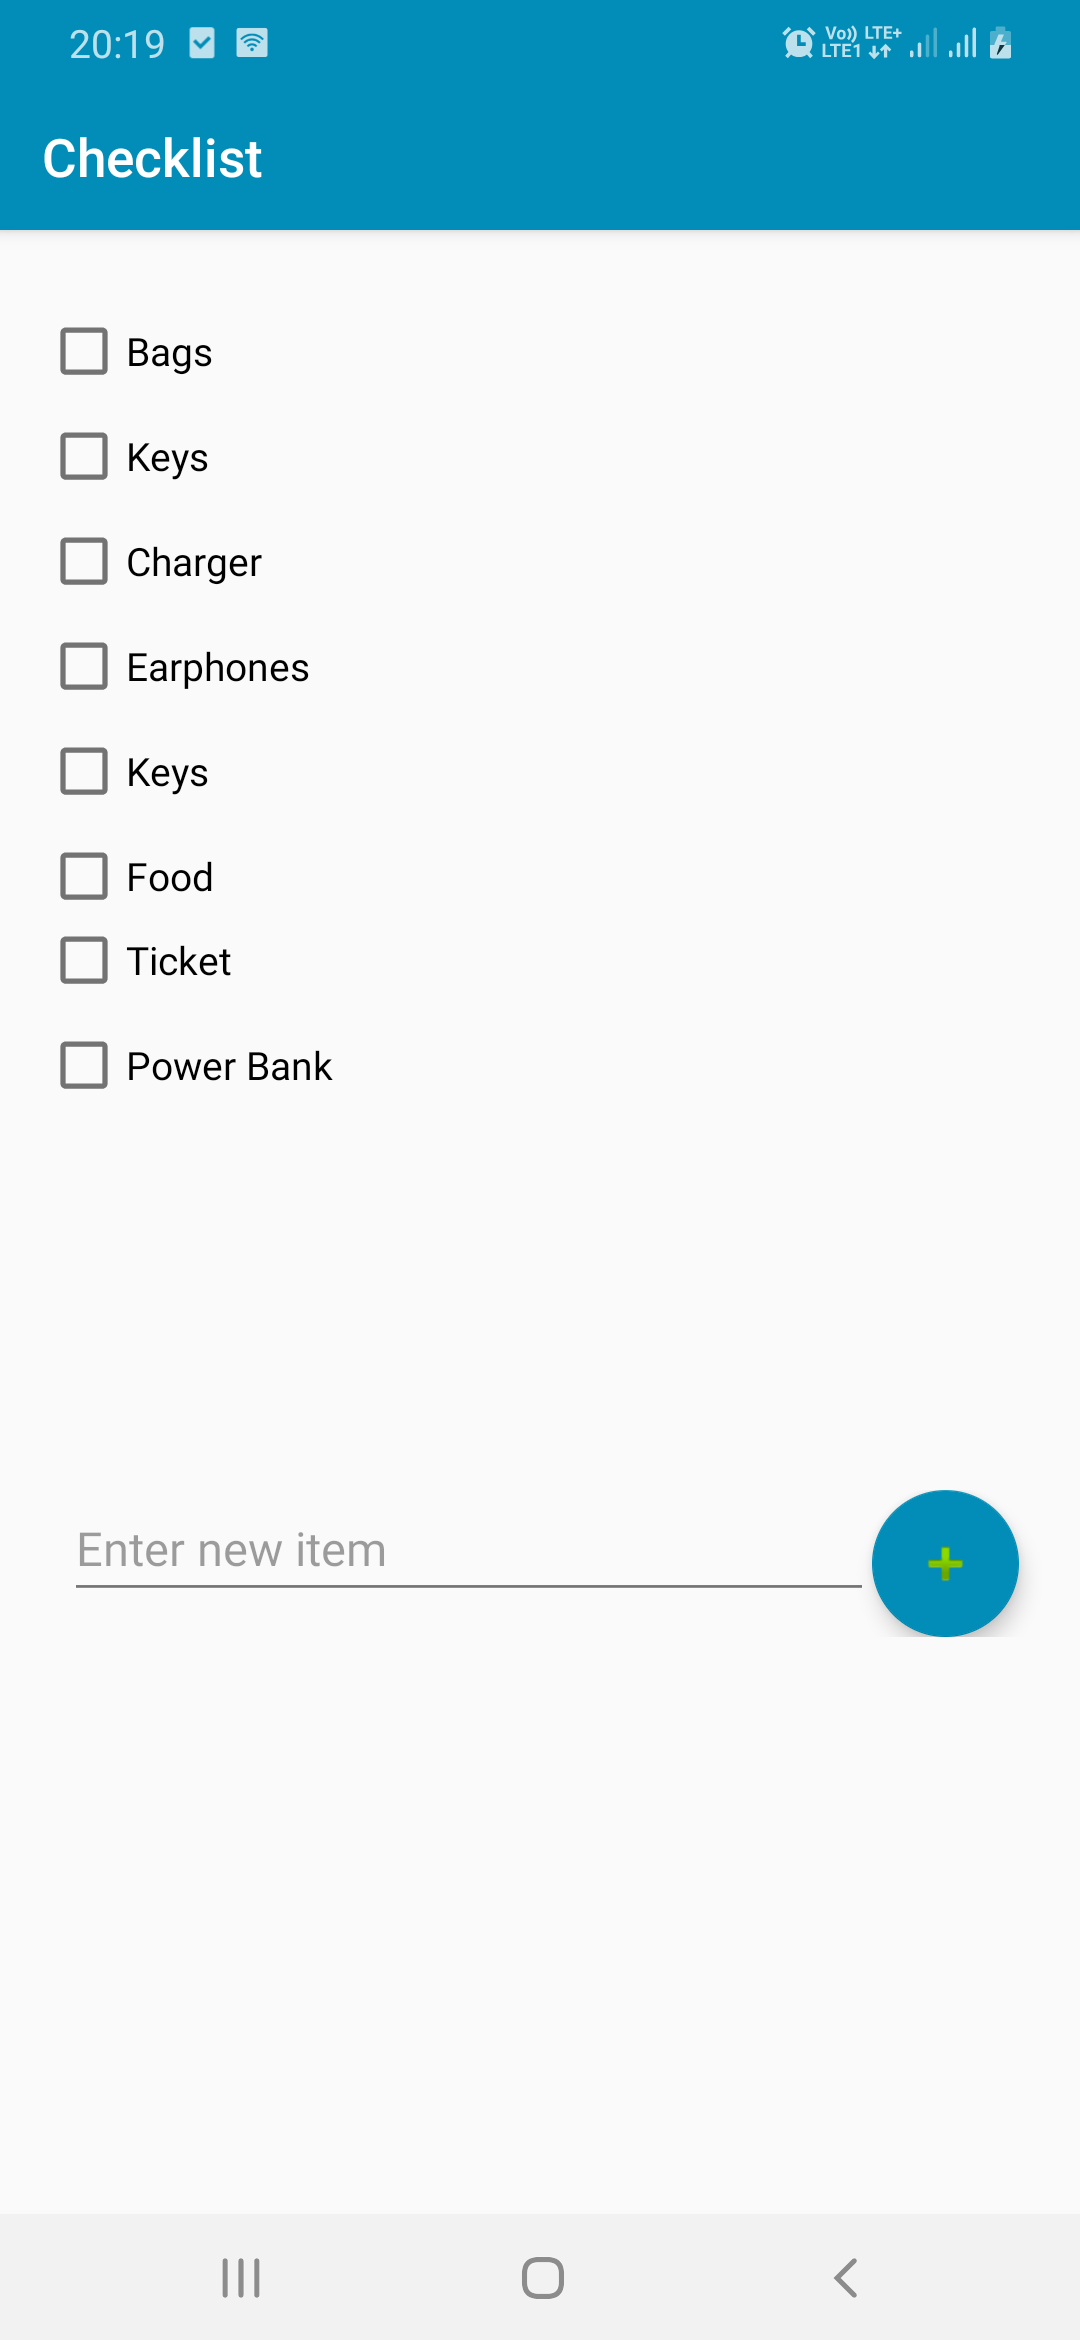 20:19 Vo)) LTE+
LTE1
Checklist
Bags
Keys
Charger
Earphones
Keys
Food
Ticket
Power Bank
Enter new item